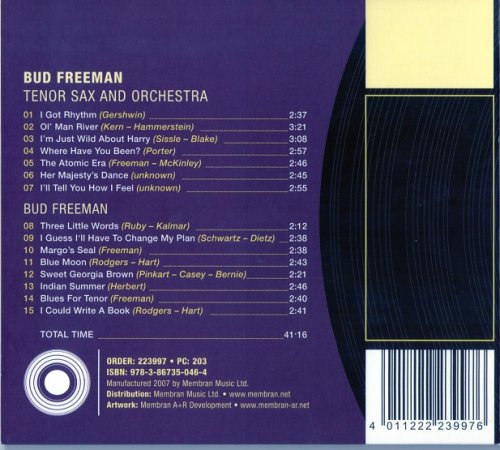 BUD FREEMAN
TENOR SAX AND ORCHESTRA
01 I Got Rhythm (Gershwin) 2:37
02 Ol' Man River (Kern – Hammerstein) 3:21
03 I'm Just Wild About Harry (Sissle – Blake) 3:08
04 Where Have You Been? (Porter) 2:57
05 The Atomic Era (Freeman – McKinley) 2:56
06 Her Majesty's Dance (unknown) 2:45
07 I'll Tell You How I Feel (unknown) 2:55
BUD FREEMAN
08 Three Little Words (Ruby – Kalmar) 2:12
09 I Guess I'll Have To Change My Plan (Schwartz – Dietz) 2:38
10 Margo's Seal (Freeman) 2:38
11 Blue Moon (Rodgers – Hart) 2:41
12 Sweet Georgia Brown (Pinkart – Casey – Bernie) 2:21
13 Indian Summer (Herbert) 2:46
14 Blues For Tenor (Freeman) 2:40
15 I Could Write A Book (Rodgers – Hart) 2:41
TOTAL TIME 41:16
ORDER: 223997 • PC: 203
ISBN: 978-3-86735-046-4
Manufactured 2007 by Membran Music Ltd.
Distribution: Membran Music Ltd. • www.membran.net
Artwork: Membran A+R Development • www.membran-ar.net
4 011222 239976